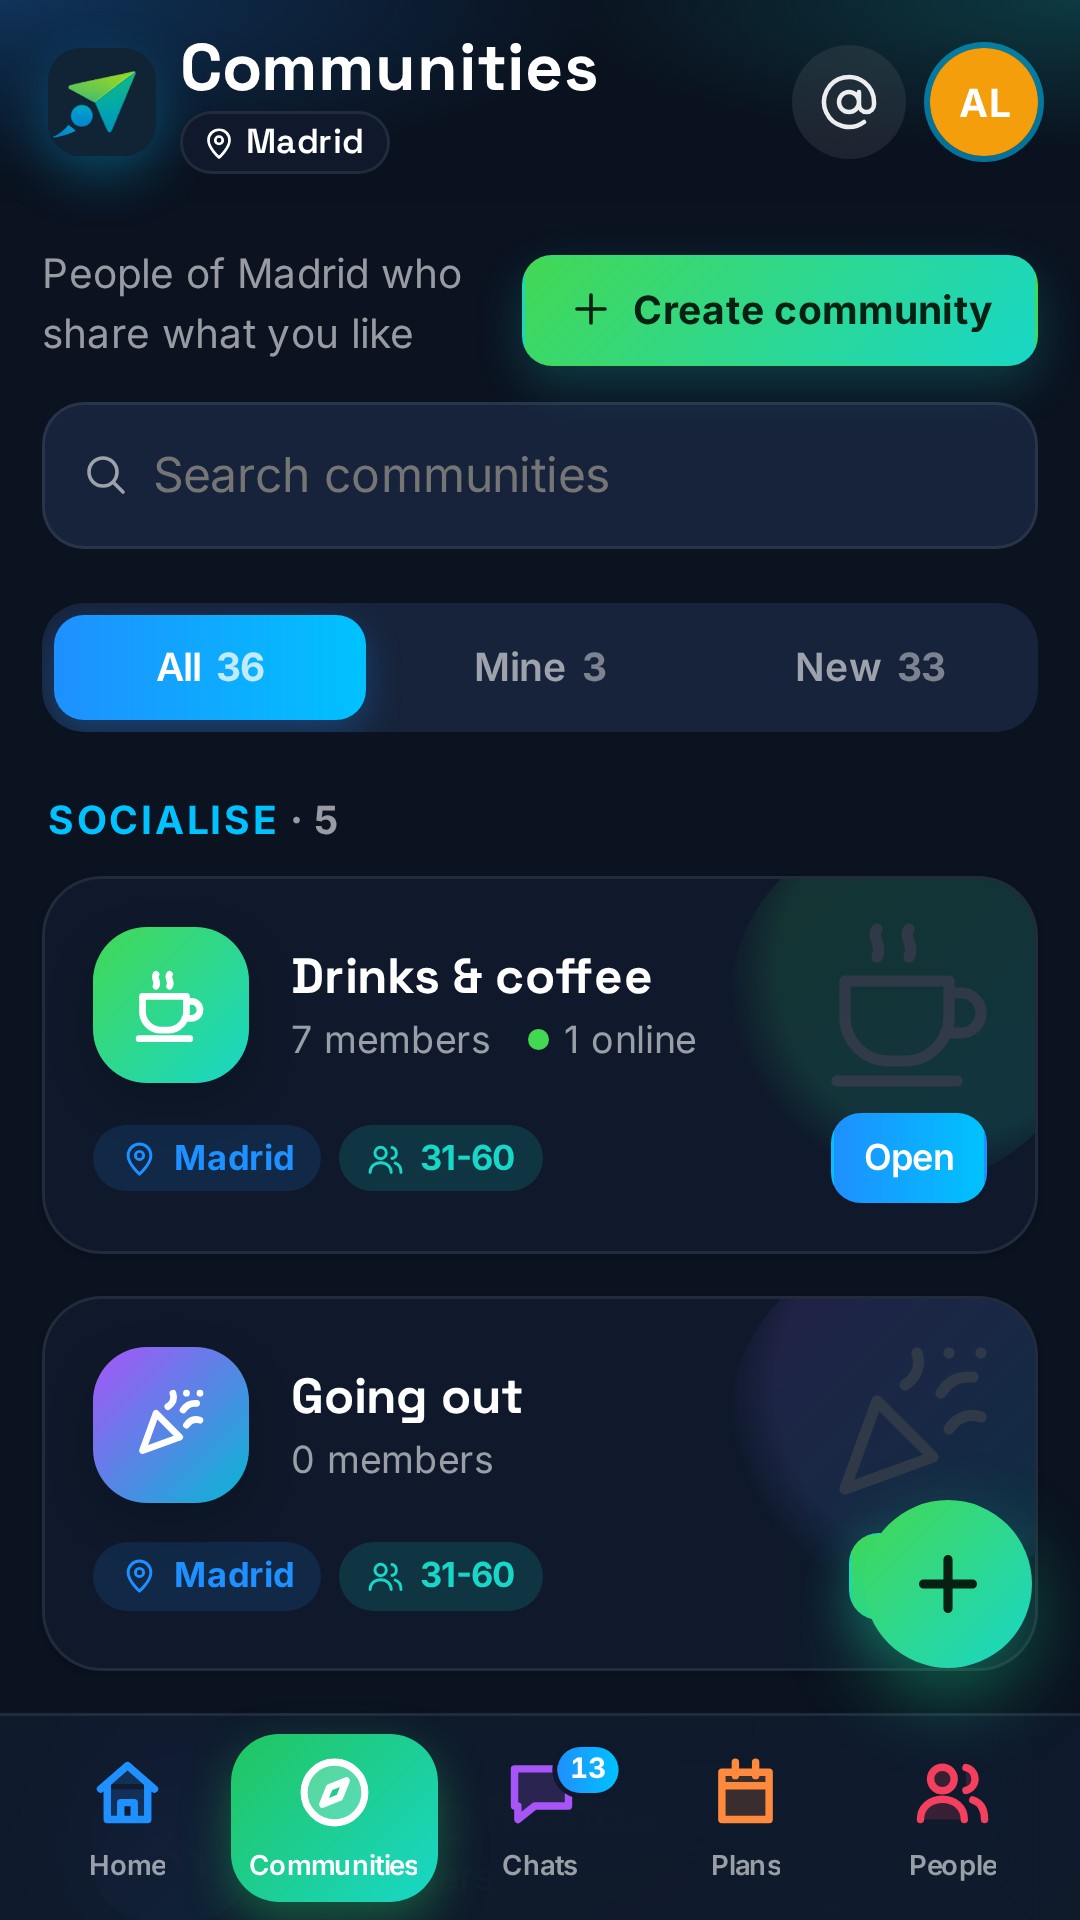 Communities
Madrid
AL
People of Madrid who
share what you like
Create community
Search communities
All 36
Mine 3
New 33
SOCIALISE · 5
Drinks & coffee
7 members
1 online
Madrid
31-60
Open
Going out
0 members
Madrid
31-60
13
Home
Communities
Chats
Plans
People